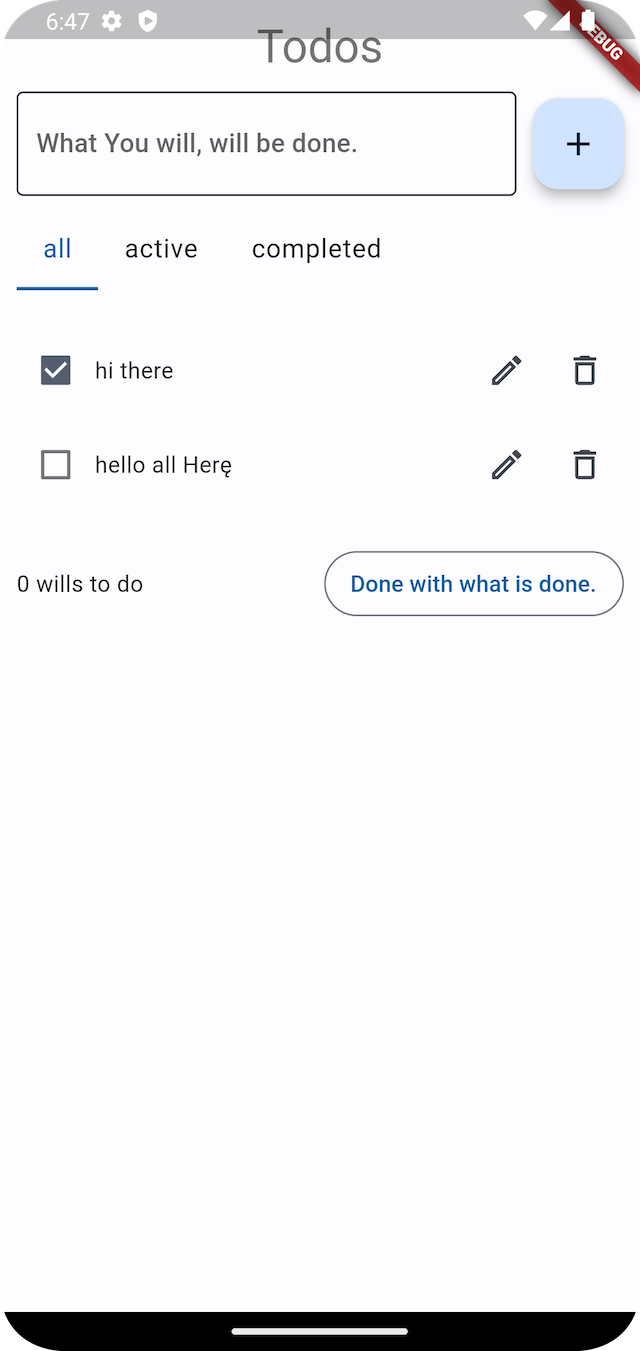 6:47
Todos
What You will, will be done.
all active completed
hi there
hello all Herę
0 wills to do Done with what is done.